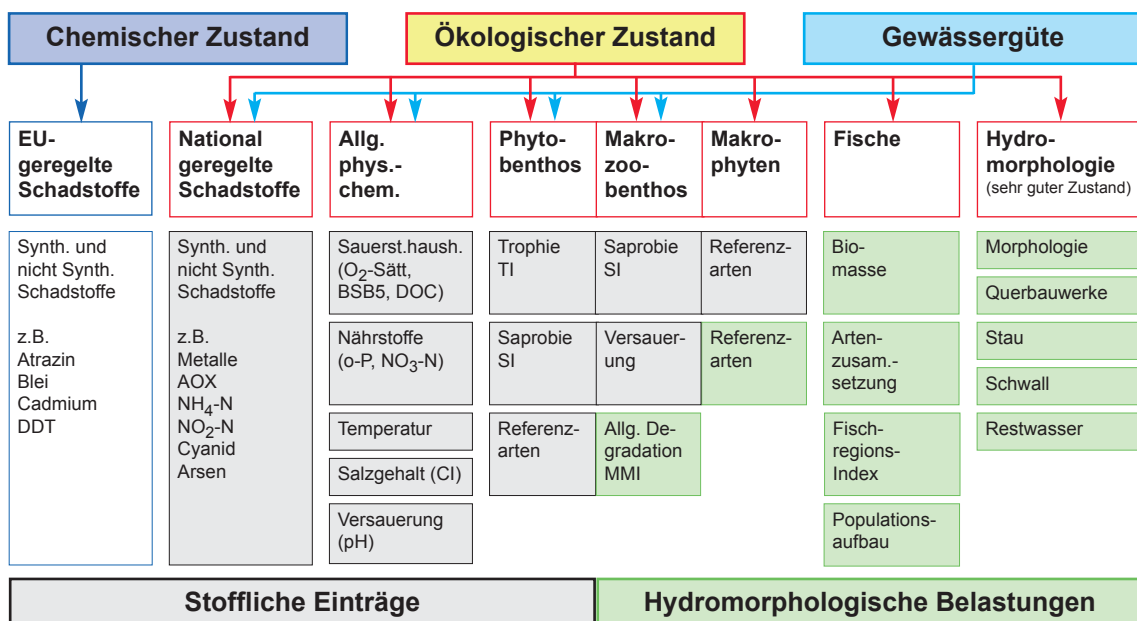 Chemischer Zustand
Ökologischer Zustand
Gewässergüte
EU-
geregelte
Schadstoffe
National
geregelte
Schadstoffe
Allg.
phys.-
chem.
Phyto-
benthos
Makro-
zoo-
benthos
Makro-
phyten
Fische
Hydro-
morphologie
(sehr guter Zustand)
Synth. und
nicht Synth.
Schadstoffe
z.B.
Atrazin
Blei
Cadmium
DDT
Synth. und
nicht Synth.
Schadstoffe
z.B.
Metalle
AOX
NH₄-N
NO₂-N
Cyanid
Arsen
Sauerst.haush.
(O₂-Sätt,
BSB5, DOC)
Nährstoffe
(o-P, NO₃-N)
Temperatur
Salzgehalt (Cl)
Versauerung
(pH)
Trophie
TI
Saprobie
SI
Referenz-
arten
Saprobie
SI
Versauer-
ung
Allg. De-
gradation
MMI
Referenz-
arten
Referenz-
arten
Bio-
masse
Arten-
zusam.-
setzung
Fisch-
regions-
Index
Populations-
aufbau
Morphologie
Querbauwerke
Stau
Schwall
Restwasser
Stoffliche Einträge
Hydromorphologische Belastungen